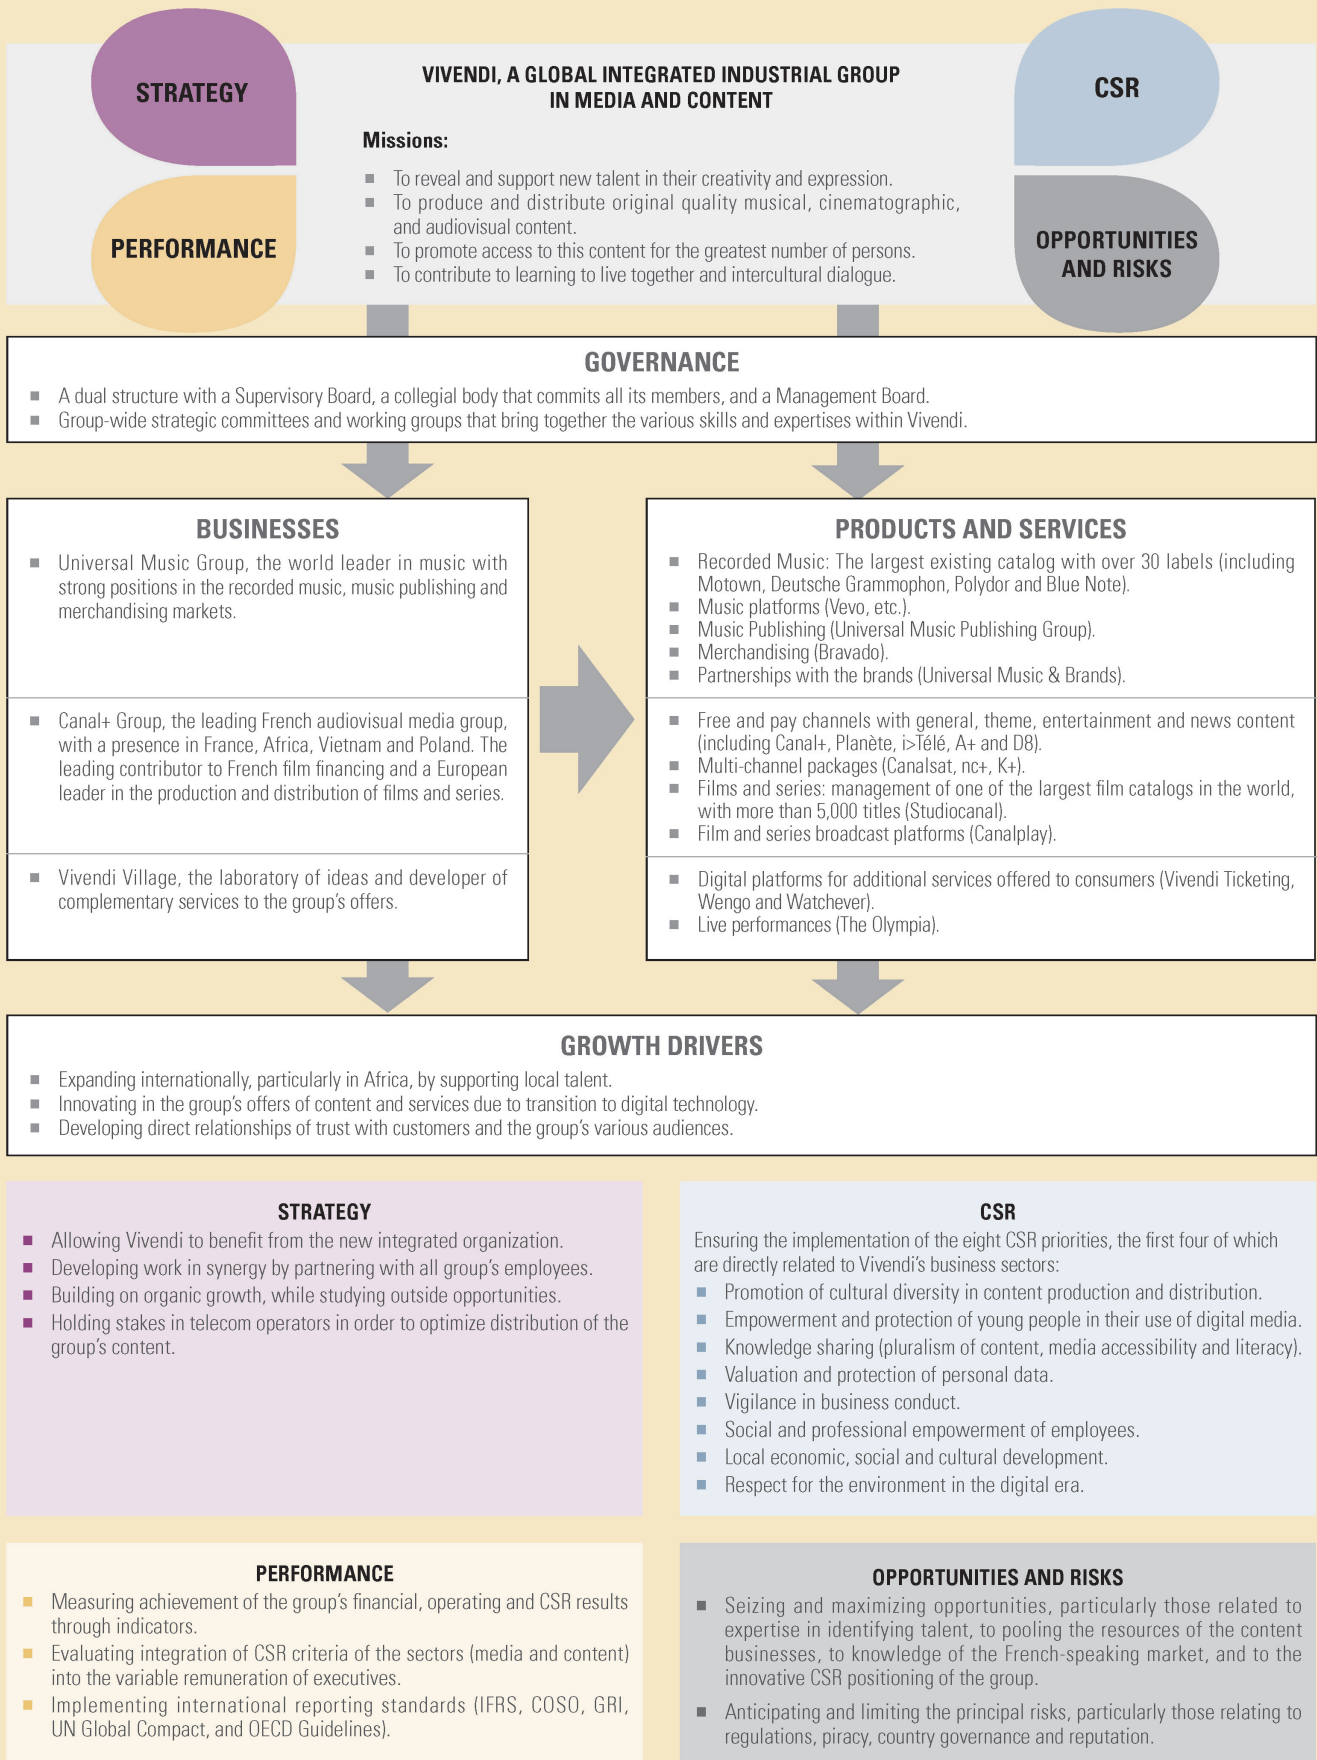 STRATEGY
PERFORMANCE
VIVENDI, A GLOBAL INTEGRATED INDUSTRIAL GROUP
IN MEDIA AND CONTENT
Missions:
■ To reveal and support new talent in their creativity and expression.
■ To produce and distribute original quality musical, cinematographic,
and audiovisual content.
■ To promote access to this content for the greatest number of persons.
■ To contribute to learning to live together and intercultural dialogue.
CSR
OPPORTUNITIES
AND RISKS
GOVERNANCE
■ A dual structure with a Supervisory Board, a collegial body that commits all its members, and a Management Board.
■ Group-wide strategic committees and working groups that bring together the various skills and expertises within Vivendi.
BUSINESSES
■ Universal Music Group, the world leader in music with
strong positions in the recorded music, music publishing and
merchandising markets.
■ Canal+ Group, the leading French audiovisual media group,
with a presence in France, Africa, Vietnam and Poland. The
leading contributor to French film financing and a European
leader in the production and distribution of films and series.
■ Vivendi Village, the laboratory of ideas and developer of
complementary services to the group's offers.
PRODUCTS AND SERVICES
■ Recorded Music: The largest existing catalog with over 30 labels (including
Motown, Deutsche Grammophon, Polydor and Blue Note).
■ Music platforms (Vevo, etc.).
■ Music Publishing (Universal Music Publishing Group).
■ Merchandising (Bravado).
■ Partnerships with the brands (Universal Music & Brands).
■ Free and pay channels with general, theme, entertainment and news content
(including Canal+, Planète, i>Télé, A+ and D8).
■ Multi-channel packages (Canalsat, nc+, K+).
■ Films and series: management of one of the largest film catalogs in the world,
with more than 5,000 titles (Studiocanal).
■ Film and series broadcast platforms (Canalplay).
■ Digital platforms for additional services offered to consumers (Vivendi Ticketing,
Wengo and Watchever).
■ Live performances (The Olympia).
GROWTH DRIVERS
■ Expanding internationally, particularly in Africa, by supporting local talent.
■ Innovating in the group's offers of content and services due to transition to digital technology.
■ Developing direct relationships of trust with customers and the group's various audiences.
STRATEGY
■ Allowing Vivendi to benefit from the new integrated organization.
■ Developing work in synergy by partnering with all group's employees.
■ Building on organic growth, while studying outside opportunities.
■ Holding stakes in telecom operators in order to optimize distribution of the
group's content.
CSR
Ensuring the implementation of the eight CSR priorities, the first four of which
are directly related to Vivendi's business sectors:
■ Promotion of cultural diversity in content production and distribution.
■ Empowerment and protection of young people in their use of digital media.
■ Knowledge sharing (pluralism of content, media accessibility and literacy).
■ Valuation and protection of personal data.
■ Vigilance in business conduct.
■ Social and professional empowerment of employees.
■ Local economic, social and cultural development.
■ Respect for the environment in the digital era.
PERFORMANCE
■ Measuring achievement of the group's financial, operating and CSR results
through indicators.
■ Evaluating integration of CSR criteria of the sectors (media and content)
into the variable remuneration of executives.
■ Implementing international reporting standards (IFRS, COSO, GRI,
UN Global Compact, and OECD Guidelines).
OPPORTUNITIES AND RISKS
■ Seizing and maximizing opportunities, particularly those related to
expertise in identifying talent, to pooling the resources of the content
businesses, to knowledge of the French-speaking market, and to the
innovative CSR positioning of the group.
■ Anticipating and limiting the principal risks, particularly those relating to
regulations, piracy, country governance and reputation.